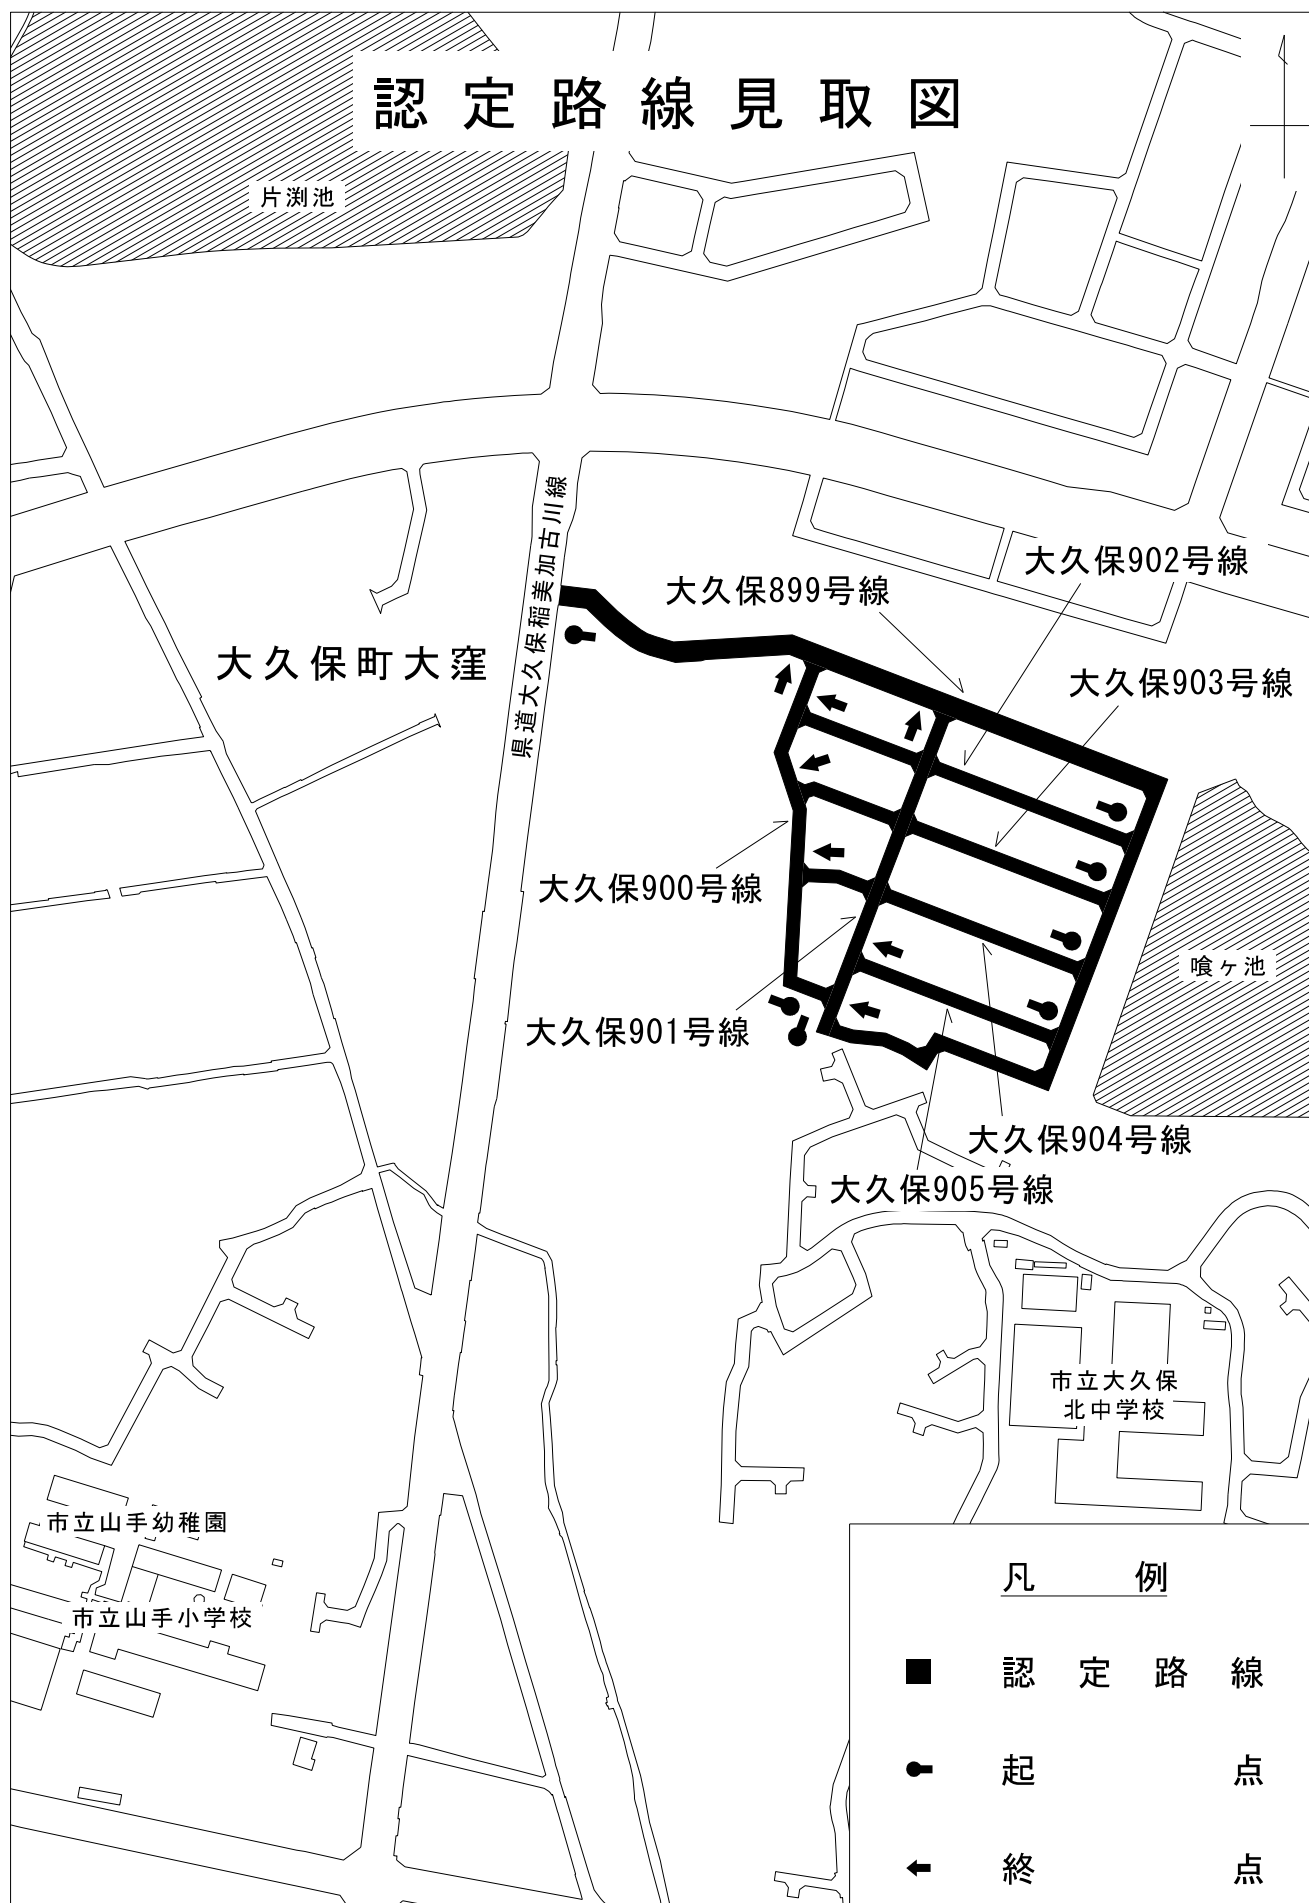 認定路線見取図
片渕池
大久保902号線
大久保899号線
県道大久保稲美加古川線
大久保町大窪
大久保903号線
大久保900号線
喰ヶ池
大久保901号線
大久保904号線
大久保905号線
市立大久保
北中学校
市立山手幼稚園
市立山手小学校
凡例
認定路線
起点
終点